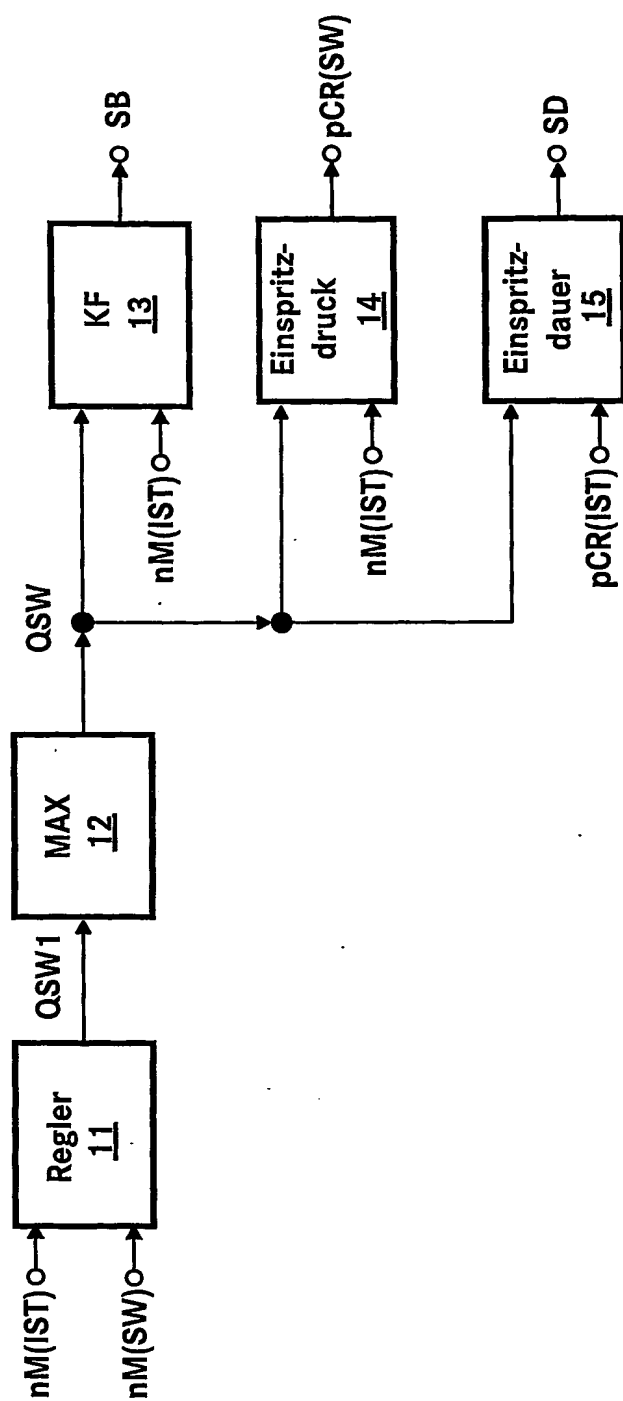 nM(IST)
nM(SW)
Regler
11
QSW1
MAX
12
QSW
nM(IST)
KF
13
SB
nM(IST)
Einspritz-
druck
14
pCR(SW)
pCR(IST)
Einspritz-
dauer
15
SD